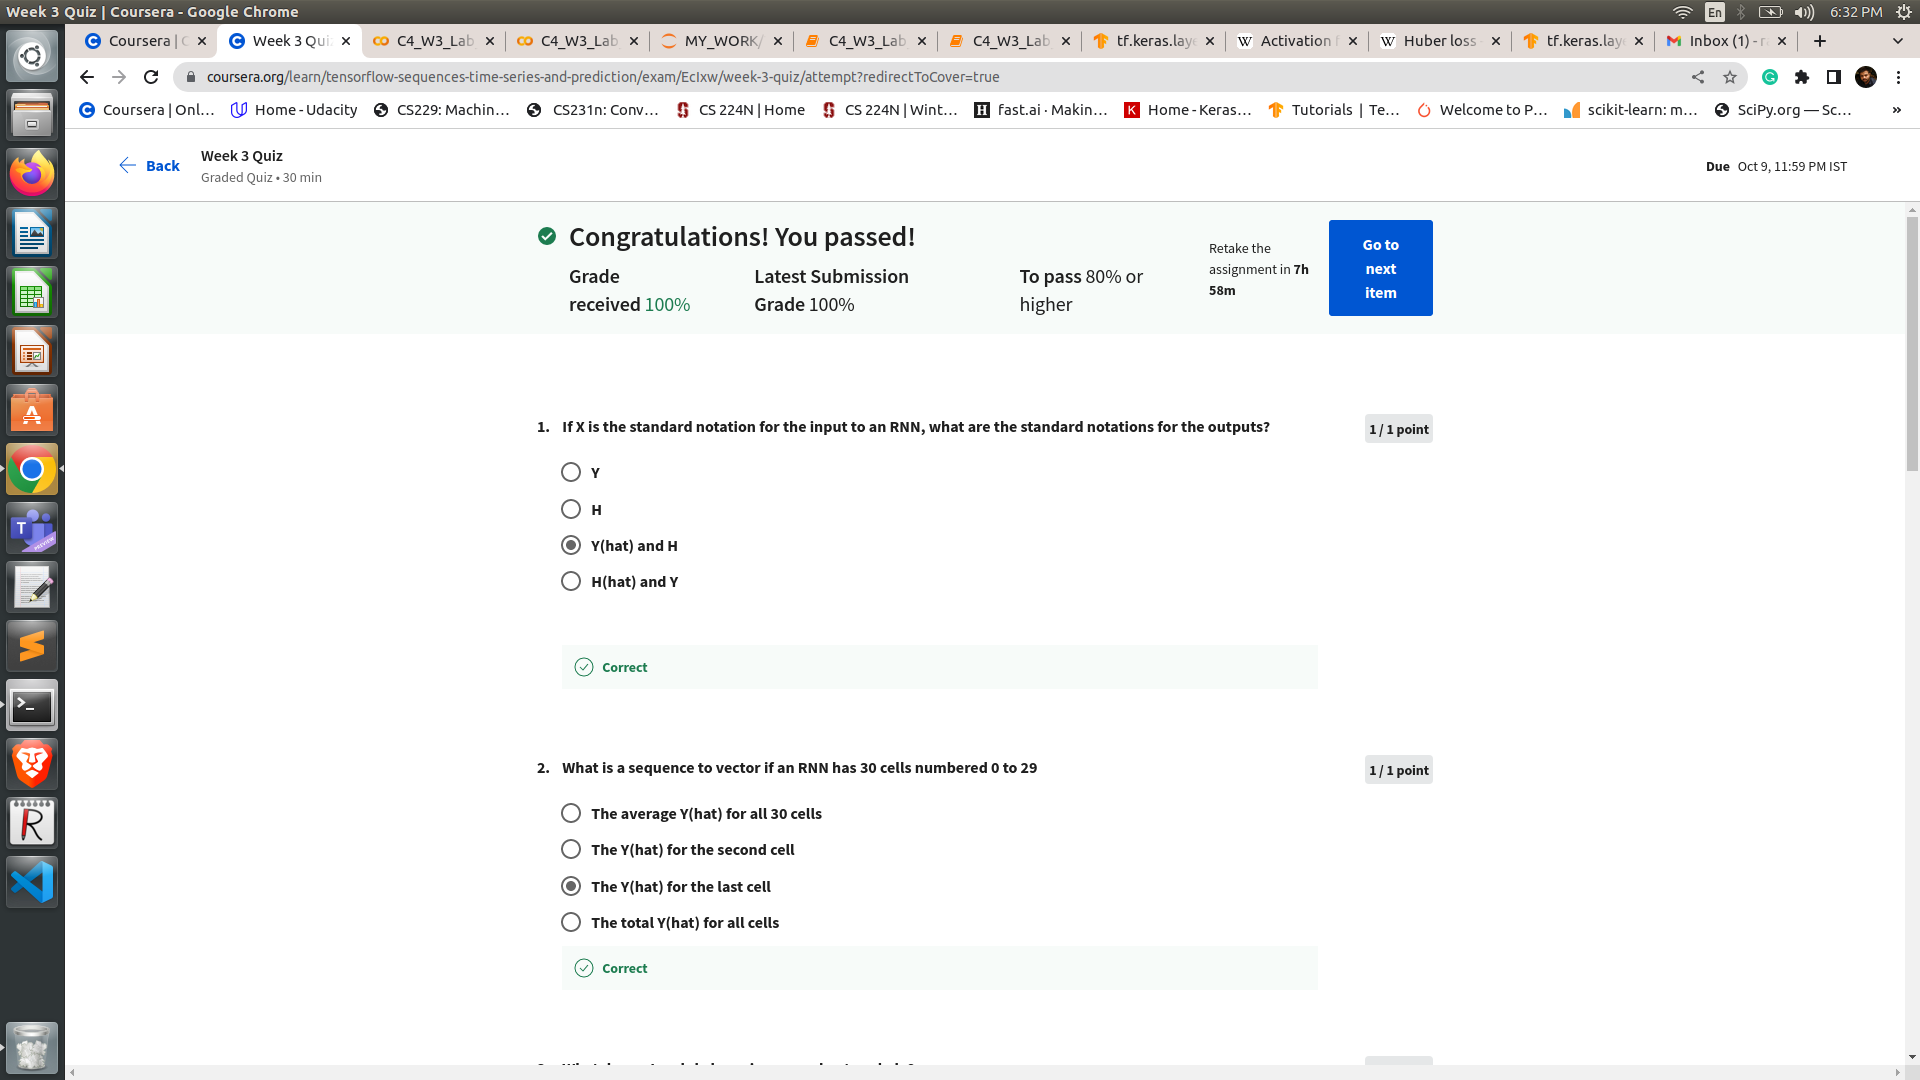 Week 3 Quiz | Coursera - Google Chrome
En
6:32 PM
Coursera | C
Week 3 Qui
C4_W3_Lab
C4_W3_Lab
MY_WORK/
C4_W3_Lab
C4_W3_Lab
tf.keras.laye
Activation f
Huber loss -
tf.keras.lay
Inbox (1) - r
coursera.org/learn/tensorflow-sequences-time-series-and-prediction/exam/EcIxw/week-3-quiz/attempt?redirectToCover=true
Coursera | Onl...
Home - Udacity
CS229: Machin...
CS231n: Conv...
CS 224N | Home
CS 224N | Wint...
fast.ai · Makin...
Home - Keras...
Tutorials | Te...
Welcome to P...
scikit-learn: m...
SciPy.org — Sc...
»
Back
Week 3 Quiz
Graded Quiz • 30 min
Due Oct 9, 11:59 PM IST
Congratulations! You passed!
Grade
received 100%
Latest Submission
Grade 100%
To pass 80% or
higher
Retake the
assignment in 7h
58m
Go to
next
item
1. If X is the standard notation for the input to an RNN, what are the standard notations for the outputs?
1 / 1 point
Y
H
Y(hat) and H
H(hat) and Y
Correct
2. What is a sequence to vector if an RNN has 30 cells numbered 0 to 29
1 / 1 point
The average Y(hat) for all 30 cells
The Y(hat) for the second cell
The Y(hat) for the last cell
The total Y(hat) for all cells
Correct